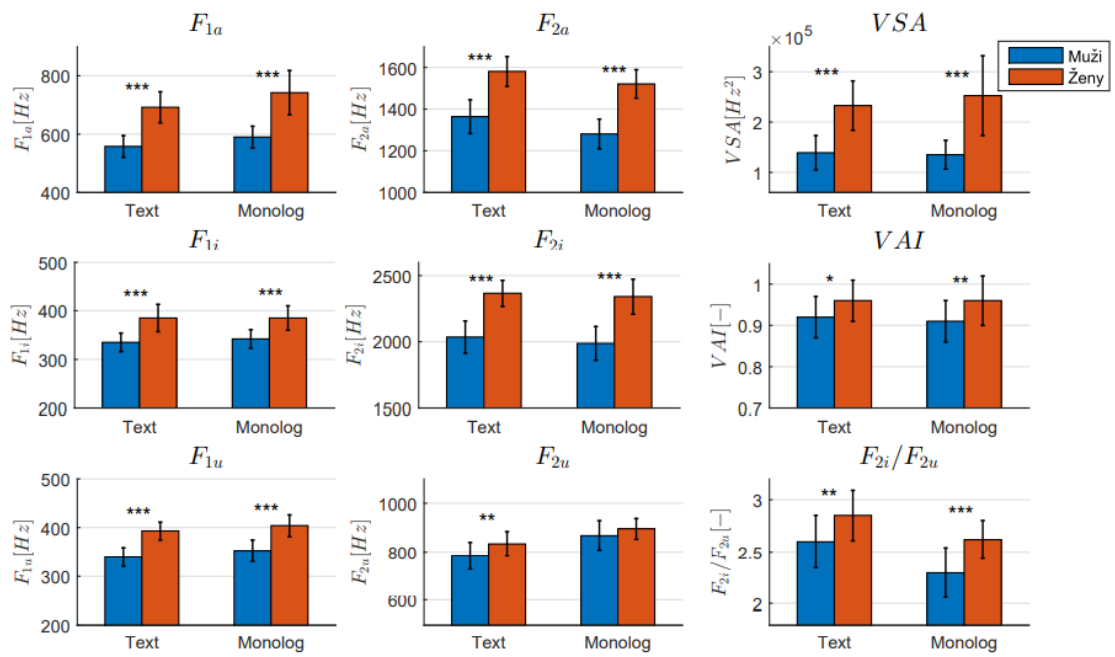 F1a
F1a[Hz]
800
600
400
***
***
Text
Monolog
F2a
F2a[Hz]
1600
1400
1200
1000
***
***
Text
Monolog
VSA
×10^5
VSA[Hz²]
3
2
1
***
***
Muži
Ženy
Text
Monolog
F1i
F1i[Hz]
500
400
300
200
***
***
Text
Monolog
F2i
F2i[Hz]
2500
2000
1500
***
***
Text
Monolog
VAI
VAI[−]
1
0.9
0.8
0.7
*
**
Text
Monolog
F1u
F1u[Hz]
500
400
300
200
***
***
Text
Monolog
F2u
F2u[Hz]
1000
800
600
**
Text
Monolog
F2i/F2u
F2i/F2u[−]
3
2.5
2
**
***
Text
Monolog